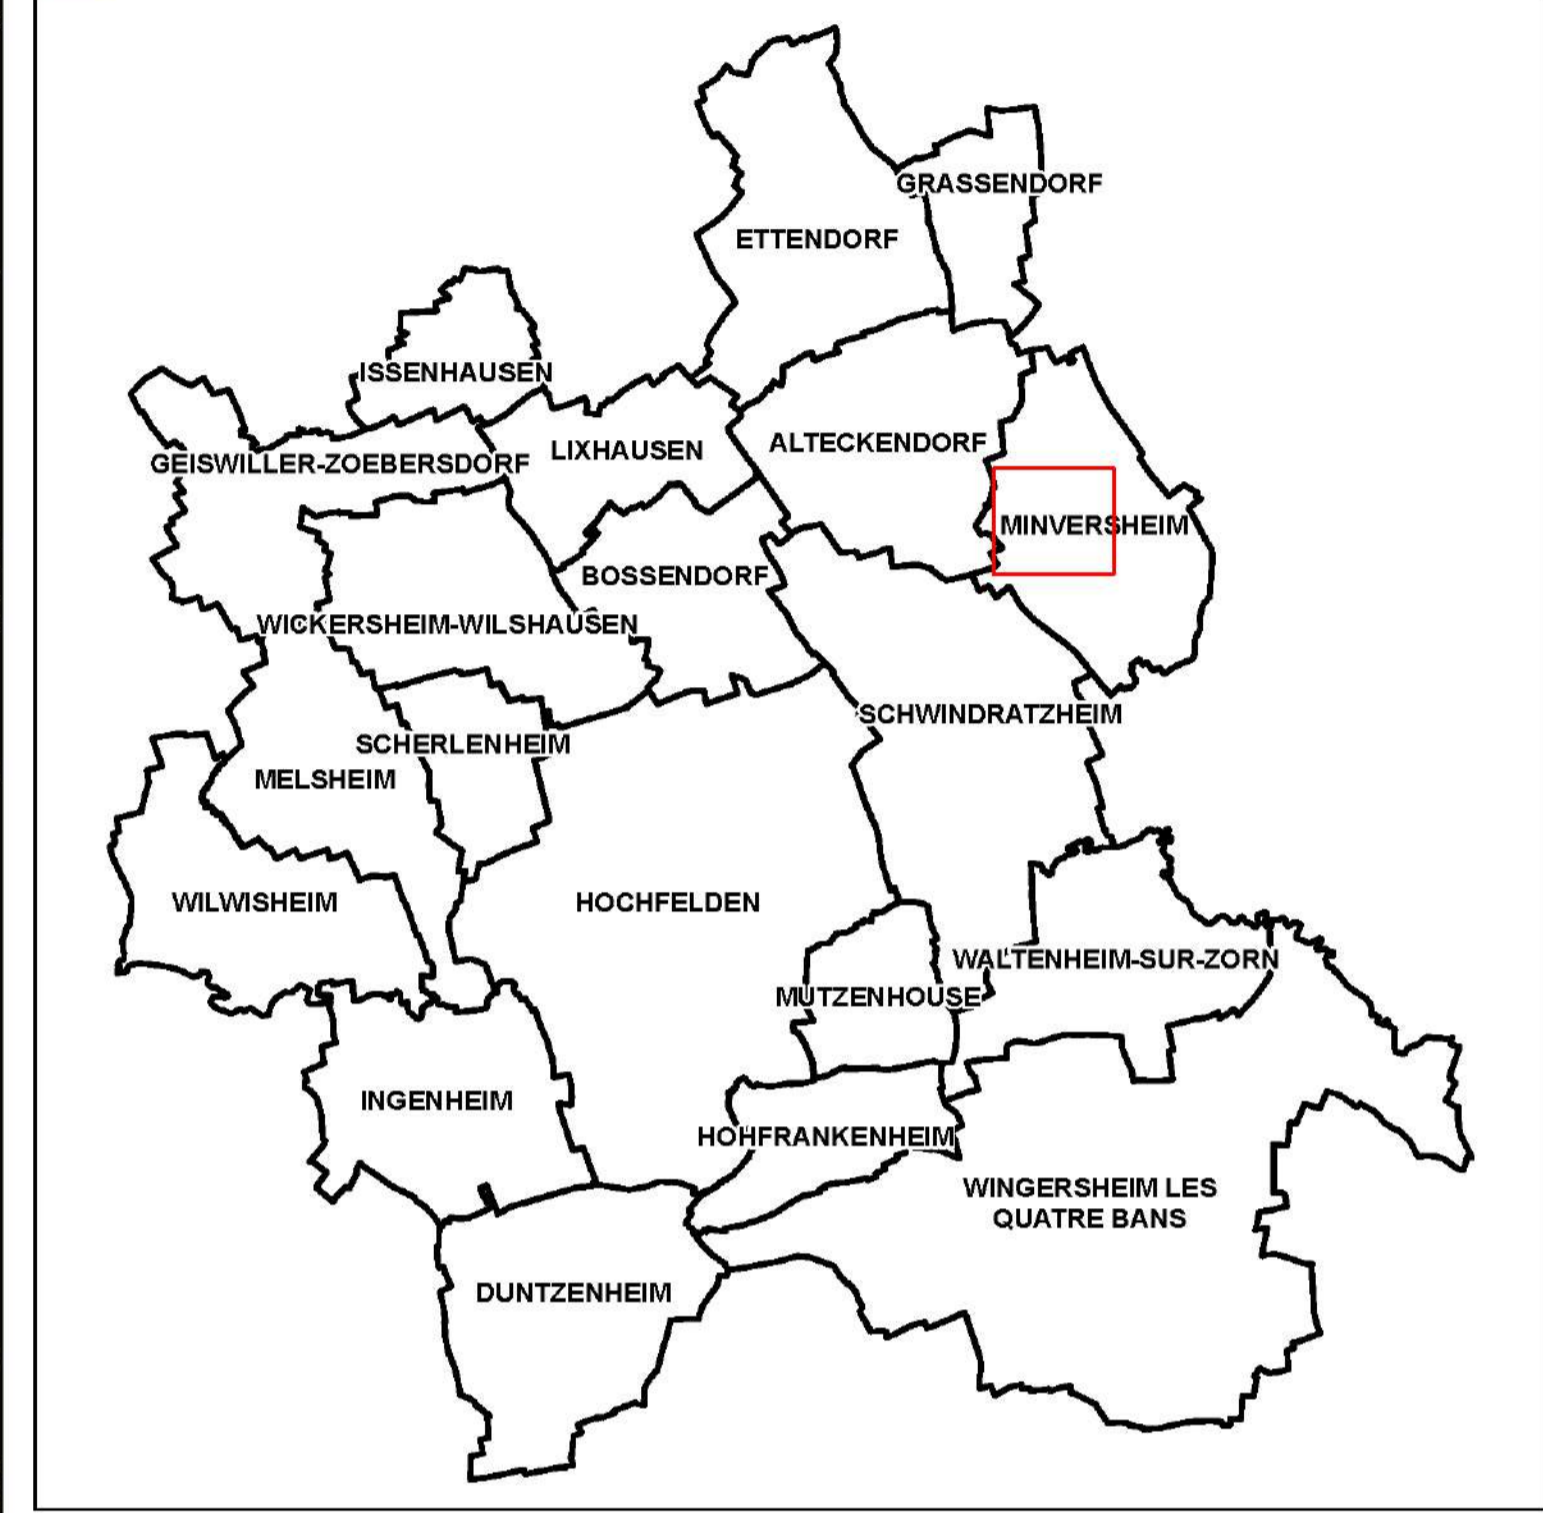 GRASSENDORF
ETTENDORF
ISSENHAUSEN
LIXHAUSEN
ALTECKENDORF
GEISWILLER-ZOEBERSDORF
MINVERSHEIM
BOSSENDORF
WICKERSHEIM-WILSHAUSEN
SCHWINDRATZHEIM
SCHERLENHEIM
MELSHEIM
WILWISHEIM
HOCHFELDEN
WALTENHEIM-SUR-ZORN
MUTZENHOUSE
INGENHEIM
HOHFRANKENHEIM
WINGERSHEIM LES
QUATRE BANS
DUNTZENHEIM